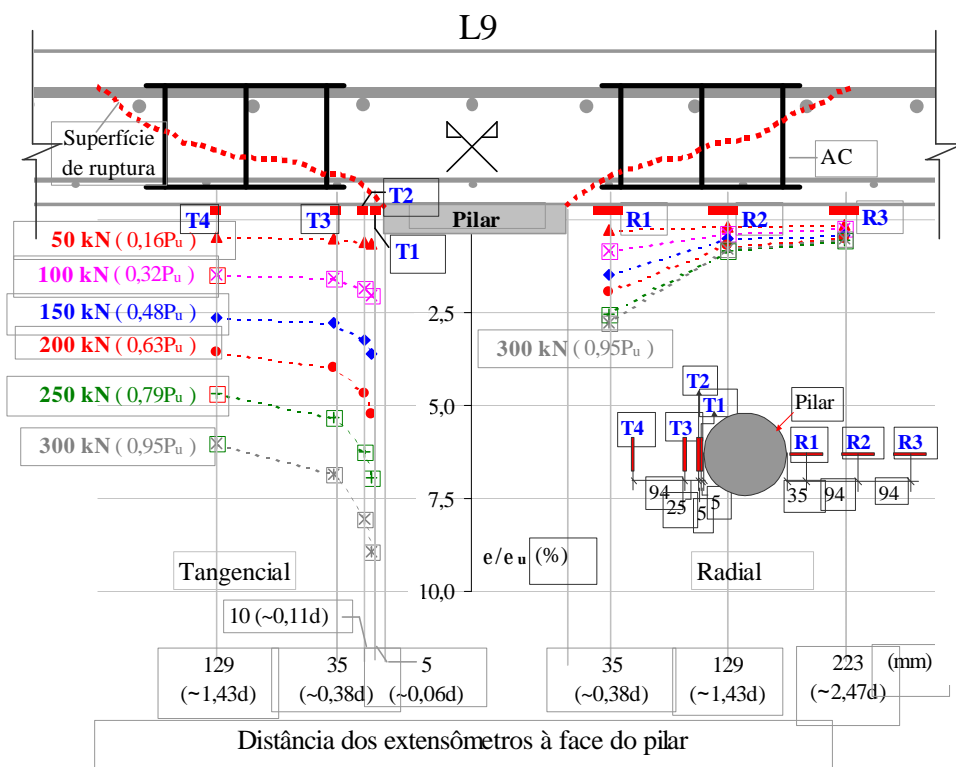 L9
Superfície
de ruptura
AC
T4
T3
T2
Pilar
R1
R2
R3
T1
50 kN ( 0,16Pu )
100 kN ( 0,32Pu )
150 kN ( 0,48Pu )
200 kN ( 0,63Pu )
250 kN ( 0,79Pu )
300 kN ( 0,95Pu )
2,5
300 kN ( 0,95Pu )
5,0
7,5
10,0
T2
T1
Pilar
T4
T3
R1
R2
R3
94
25
5
5
35
94
94
e/e u (%)
Tangencial
Radial
10 (~0,11d)
129
(~1,43d)
35
(~0,38d)
5
(~0,06d)
35
(~0,38d)
129
(~1,43d)
223
(~2,47d)
(mm)
Distância dos extensômetros à face do pilar